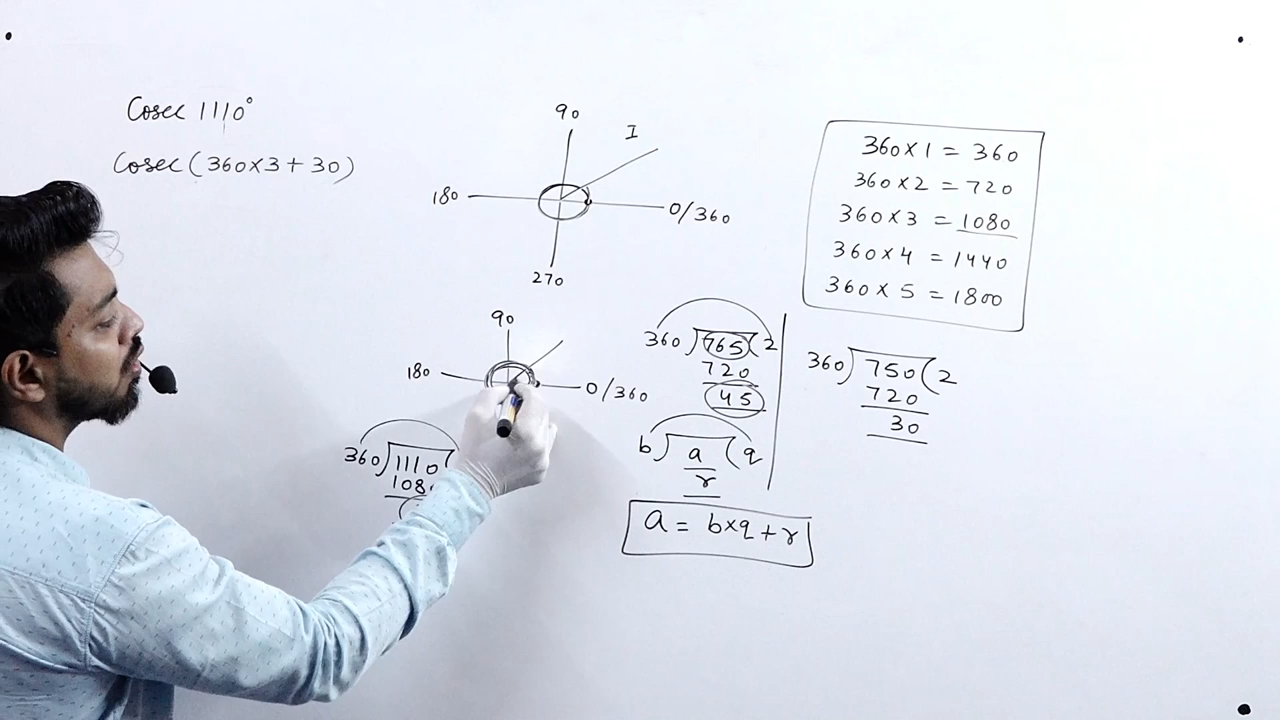 Cosec 1110°
Cosec (360×3+30)
90
I
180
0/360
270
360×1 = 360
360×2 = 720
360×3 = 1080
360×4 = 1440
360×5 = 1800
90
180
0/360
360)1110(
108
360)765(2
720
45
b)a(q
r
a = b×q+r
360)750(2
720
30